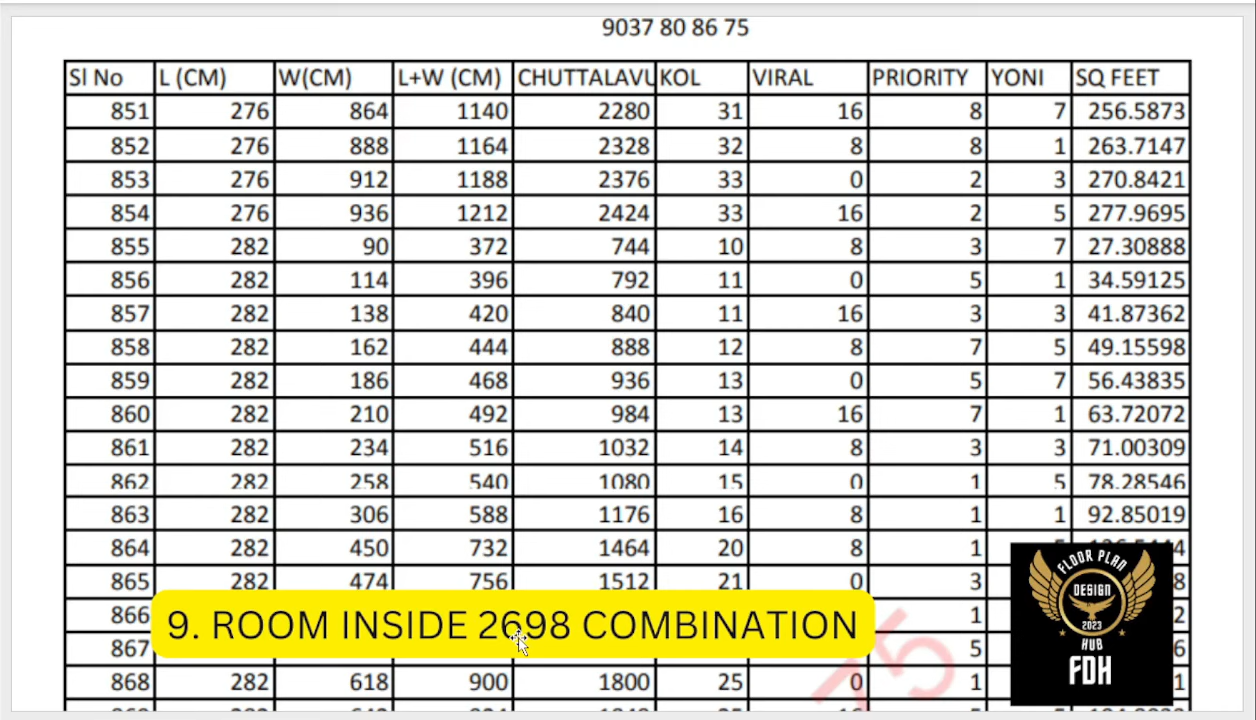 9037 80 86 75
Sl No L (CM) W(CM) L+W (CM) CHUTTALAVU KOL VIRAL PRIORITY YONI SQ FEET
851 276 864 1140 2280 31 16 8 7 256.5873
852 276 888 1164 2328 32 8 8 1 263.7147
853 276 912 1188 2376 33 0 2 3 270.8421
854 276 936 1212 2424 33 16 2 5 277.9695
855 282 90 372 744 10 8 3 7 27.30888
856 282 114 396 792 11 0 5 1 34.59125
857 282 138 420 840 11 16 3 3 41.87362
858 282 162 444 888 12 8 7 5 49.15598
859 282 186 468 936 13 0 5 7 56.43835
860 282 210 492 984 13 16 7 1 63.72072
861 282 234 516 1032 14 8 3 3 71.00309
862 282 258 540 1080 15 0 1 5 78.28546
863 282 306 588 1176 16 8 1 1 92.85019
864 282 450 732 1464 20 8 1
865 282 474 756 1512 21 0 3 8
866 1 2
867 5 6
868 282 618 900 1800 25 0 1 1
9. ROOM INSIDE 2698 COMBINATION
75
FLOOR PLAN
DESIGN
2023
HUB
FDH